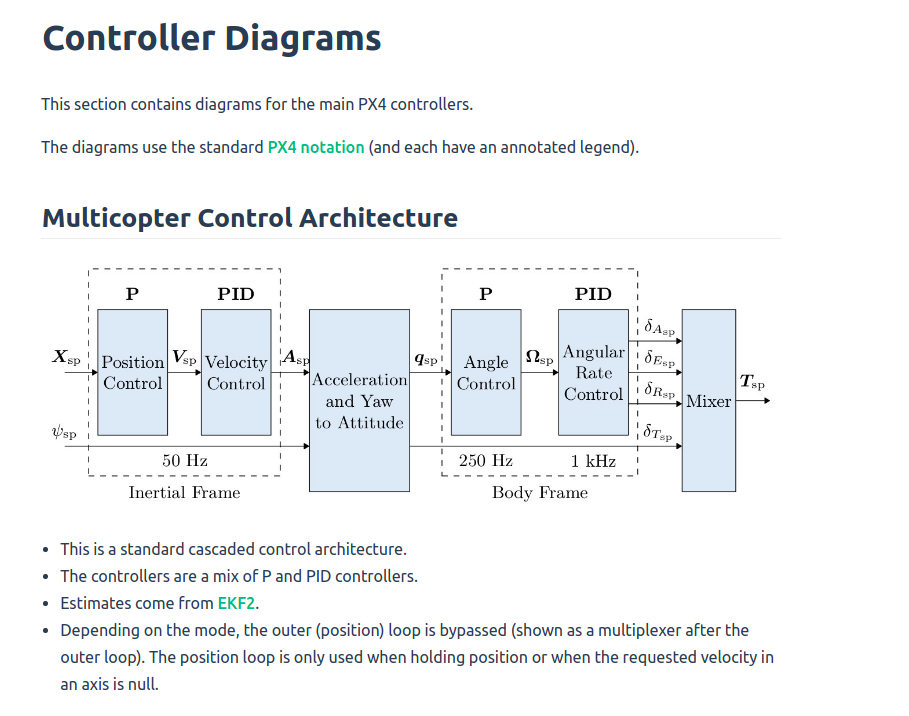 Controller Diagrams
This section contains diagrams for the main PX4 controllers.
The diagrams use the standard PX4 notation (and each have an annotated legend).
Multicopter Control Architecture
P
PID
P
PID
X_sp
Position
Control
V_sp
Velocity
Control
A_sp
Acceleration
and Yaw
to Attitude
q_sp
Angle
Control
Ω_sp
Angular
Rate
Control
δ_A_sp
δ_E_sp
δ_R_sp
δ_T_sp
Mixer
T_sp
ψ_sp
50 Hz
250 Hz
1 kHz
Inertial Frame
Body Frame
• This is a standard cascaded control architecture.
• The controllers are a mix of P and PID controllers.
• Estimates come from EKF2.
• Depending on the mode, the outer (position) loop is bypassed (shown as a multiplexer after the
outer loop). The position loop is only used when holding position or when the requested velocity in
an axis is null.